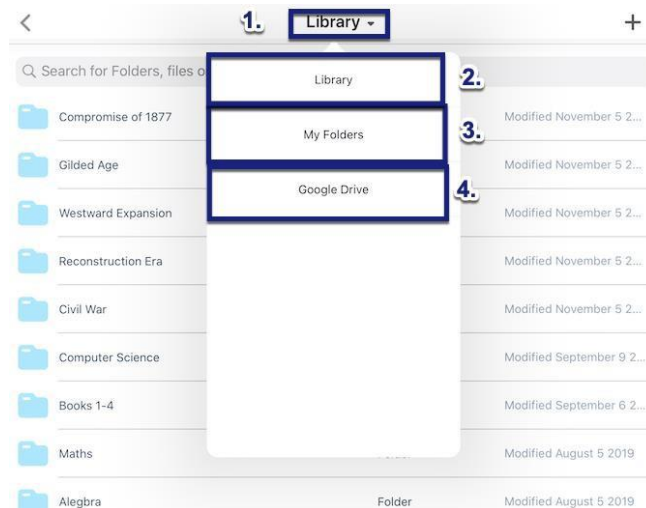 1. Library
Search for Folders, files o
Library 2.
Compromise of 1877 Modified November 5 2...
My Folders 3.
Gilded Age Modified November 5 2...
Google Drive 4.
Westward Expansion Modified November 5 2...
Reconstruction Era Modified November 5 2...
Civil War Modified November 5 2...
Computer Science Modified September 9 2...
Books 1-4 Modified September 6 2...
Maths Modified August 5 2019
Alegbra Folder Modified August 5 2019